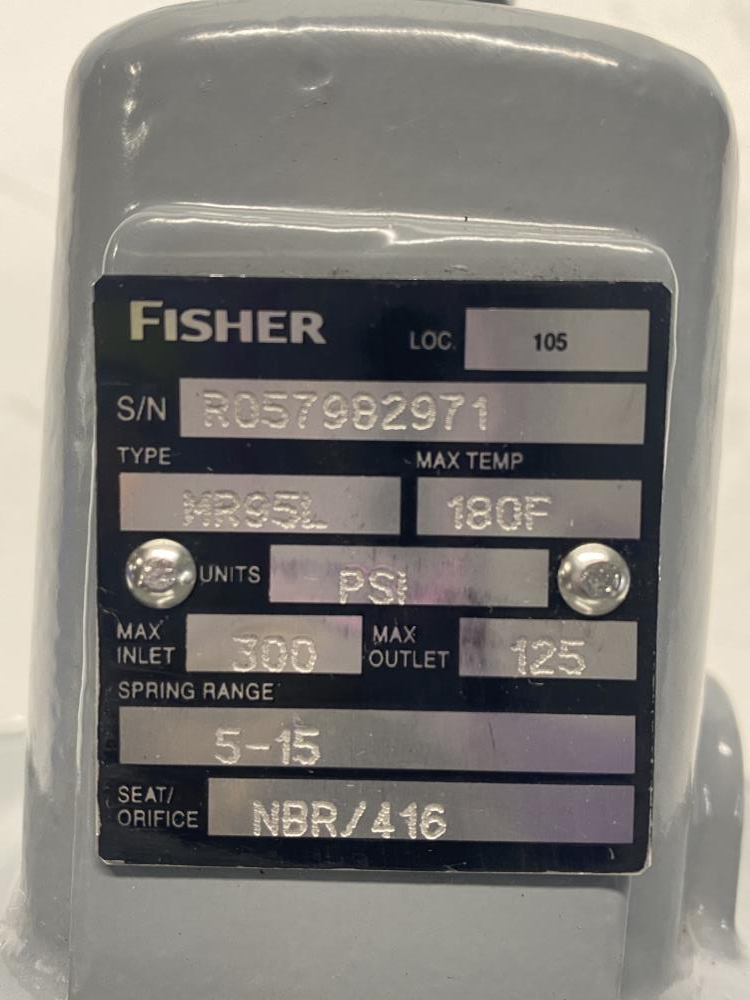 FISHER
LOC. 105
S/N R057982971
TYPE MAX TEMP
MR95L 180F
UNITS PSI
MAX INLET 300 MAX OUTLET 125
SPRING RANGE
5-15
SEAT/
ORIFICE NBR/416